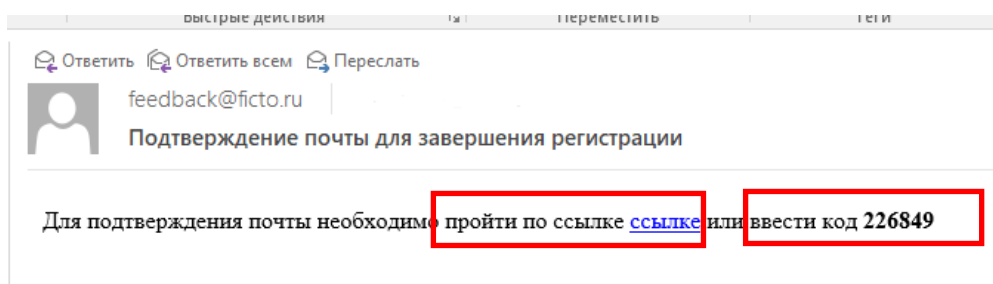 Быстрые действия Переместить Теги
Ответить Ответить всем Переслать
feedback@ficto.ru
Подтверждение почты для завершения регистрации
Для подтверждения почты необходимо пройти по ссылке ссылке или ввести код 226849